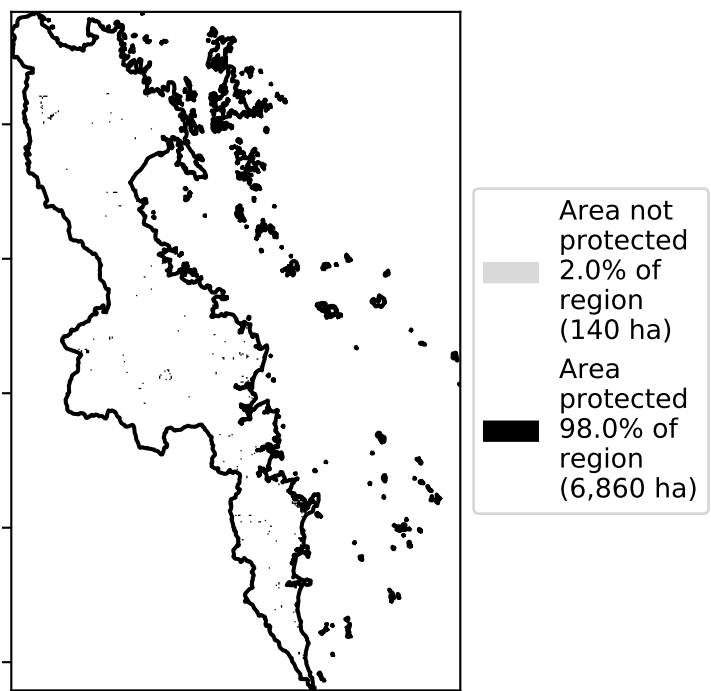 Area not
protected
2.0% of
region
(140 ha)
Area
protected
98.0% of
region
(6,860 ha)